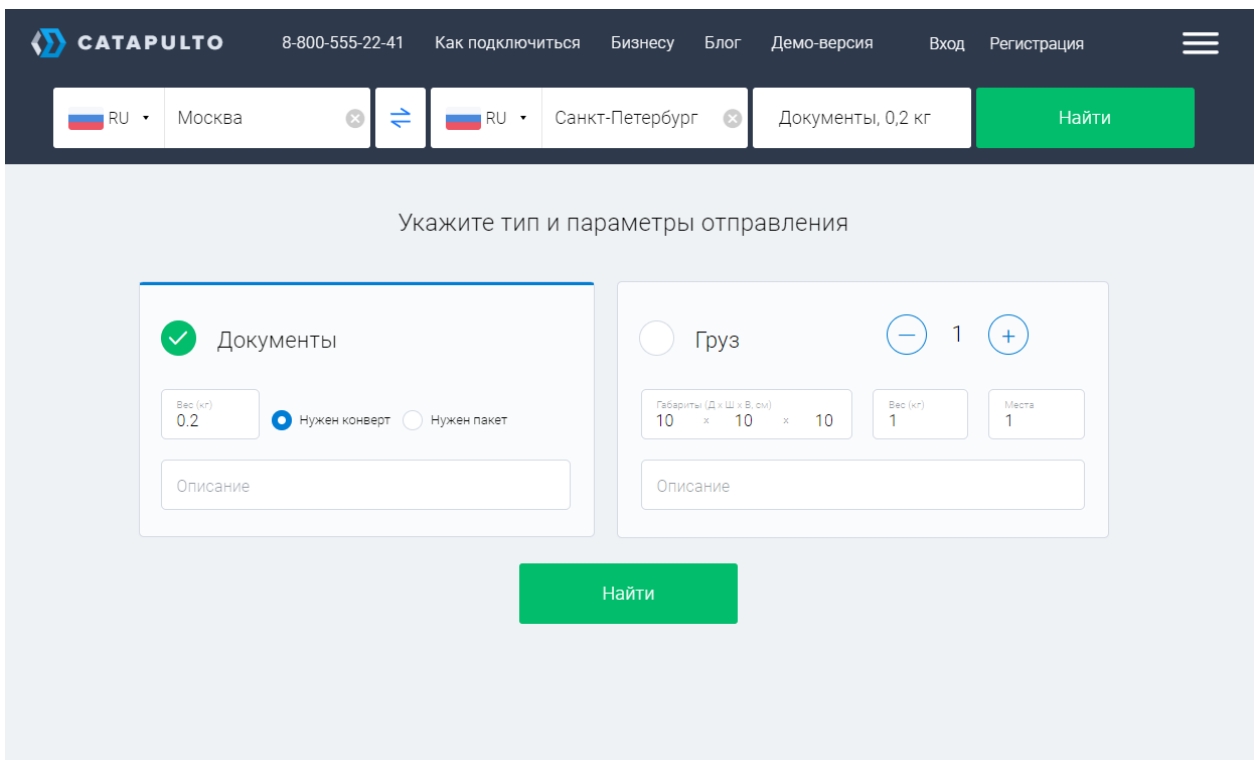 CATAPULTO 8-800-555-22-41 Как подключиться Бизнесу Блог Демо-версия Вход Регистрация
RU Москва RU Санкт-Петербург Документы, 0,2 кг Найти
Укажите тип и параметры отправления
Документы
Вес (кг)
0.2
Нужен конверт Нужен пакет
Описание
Груз 1
Габариты (Д x Ш x В, см)
10 x 10 x 10
Вес (кг)
1
Места
1
Описание
Найти